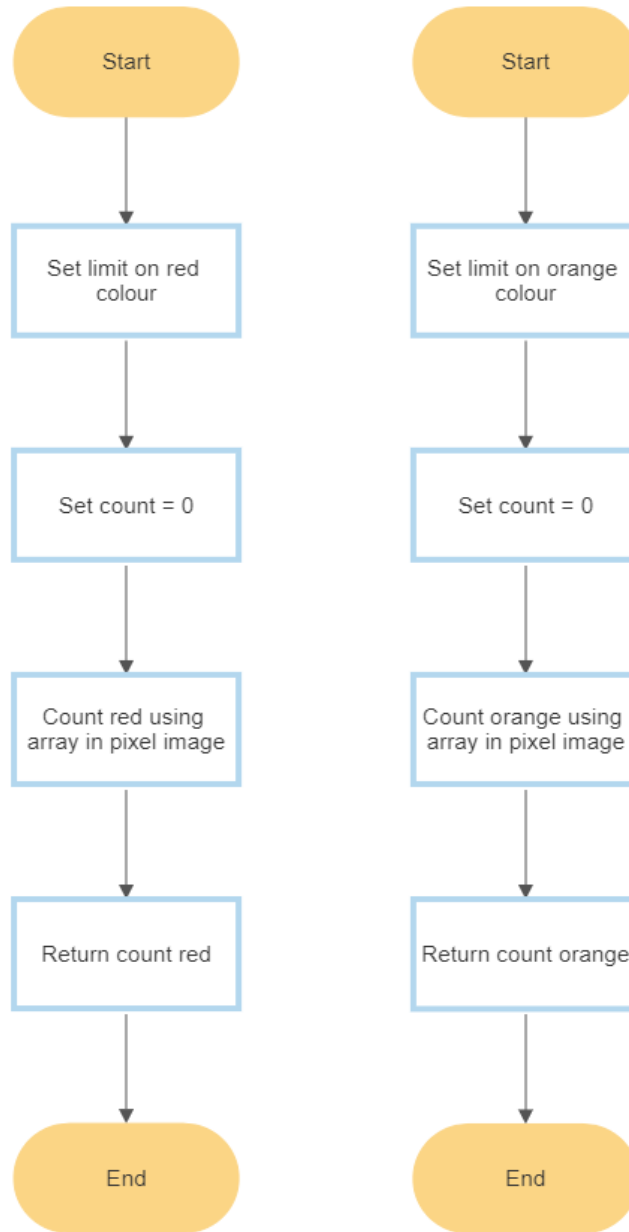 Start
Set limit on red
colour
Set count = 0
Count red using
array in pixel image
Return count red
End
Start
Set limit on orange
colour
Set count = 0
Count orange using
array in pixel image
Return count orange
End